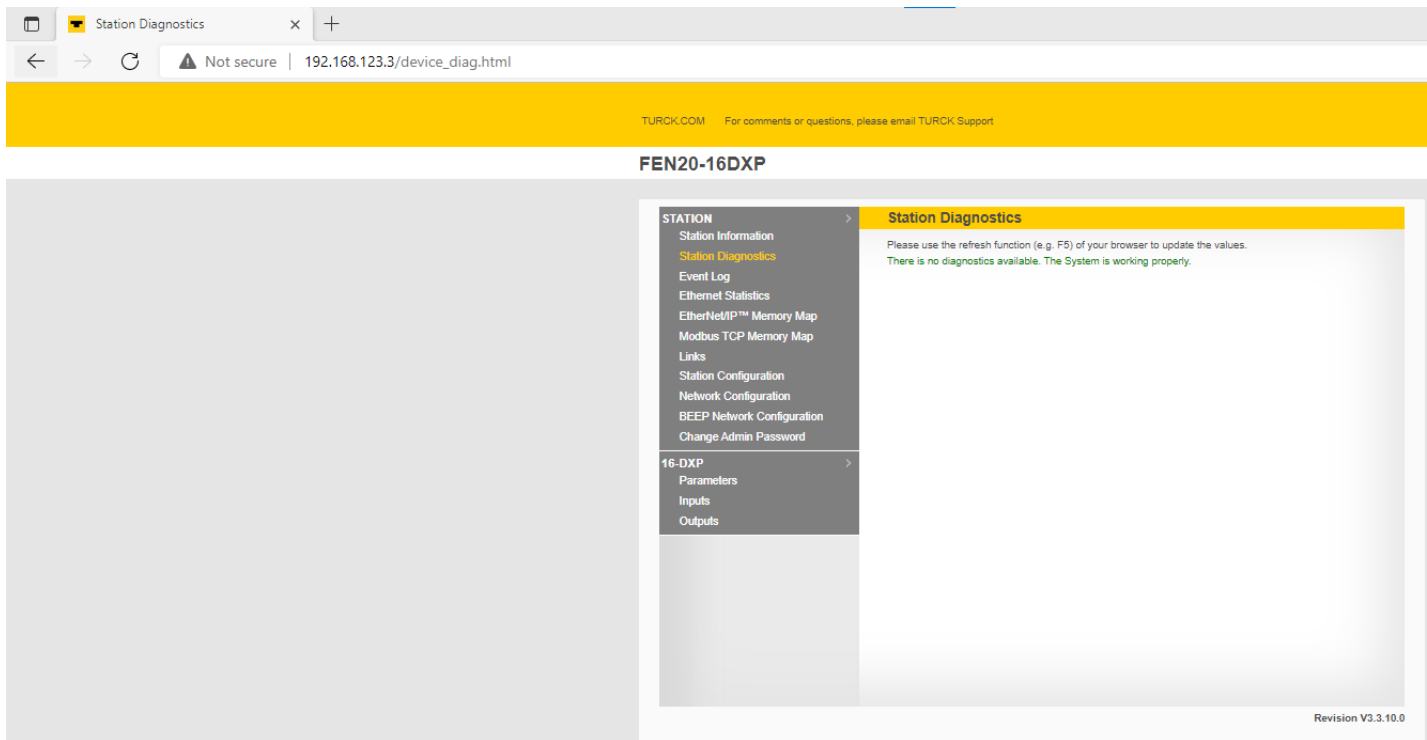 Station Diagnostics
Not secure | 192.168.123.3/device_diag.html
TURCK.COM For comments or questions, please email TURCK Support
FEN20-16DXP
STATION
Station Information
Station Diagnostics
Event Log
Ethernet Statistics
EtherNet/IP™ Memory Map
Modbus TCP Memory Map
Links
Station Configuration
Network Configuration
BEEP Network Configuration
Change Admin Password
16-DXP
Parameters
Inputs
Outputs
Station Diagnostics
Please use the refresh function (e.g. F5) of your browser to update the values.
There is no diagnostics available. The System is working properly.
Revision V3.3.10.0